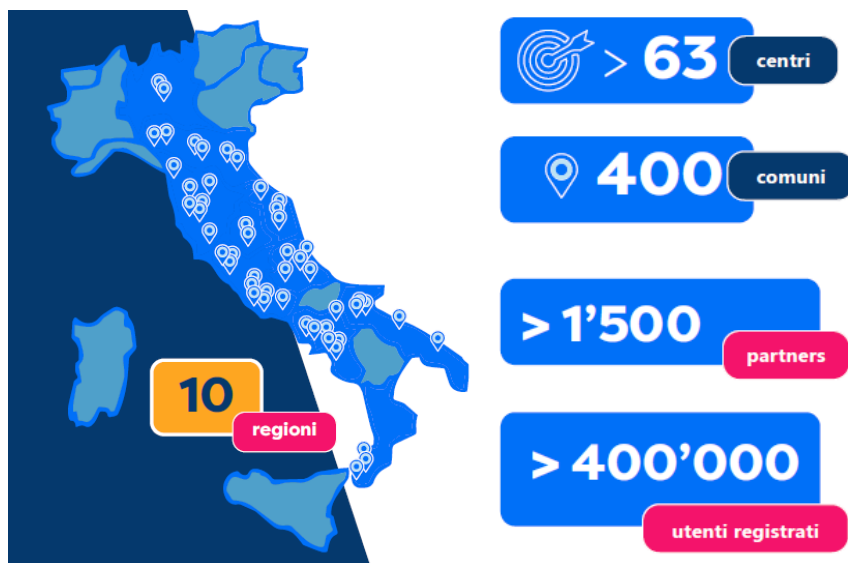 > 63
centri
400
comuni
> 1’500
partners
10
regioni
> 400’000
utenti registrati